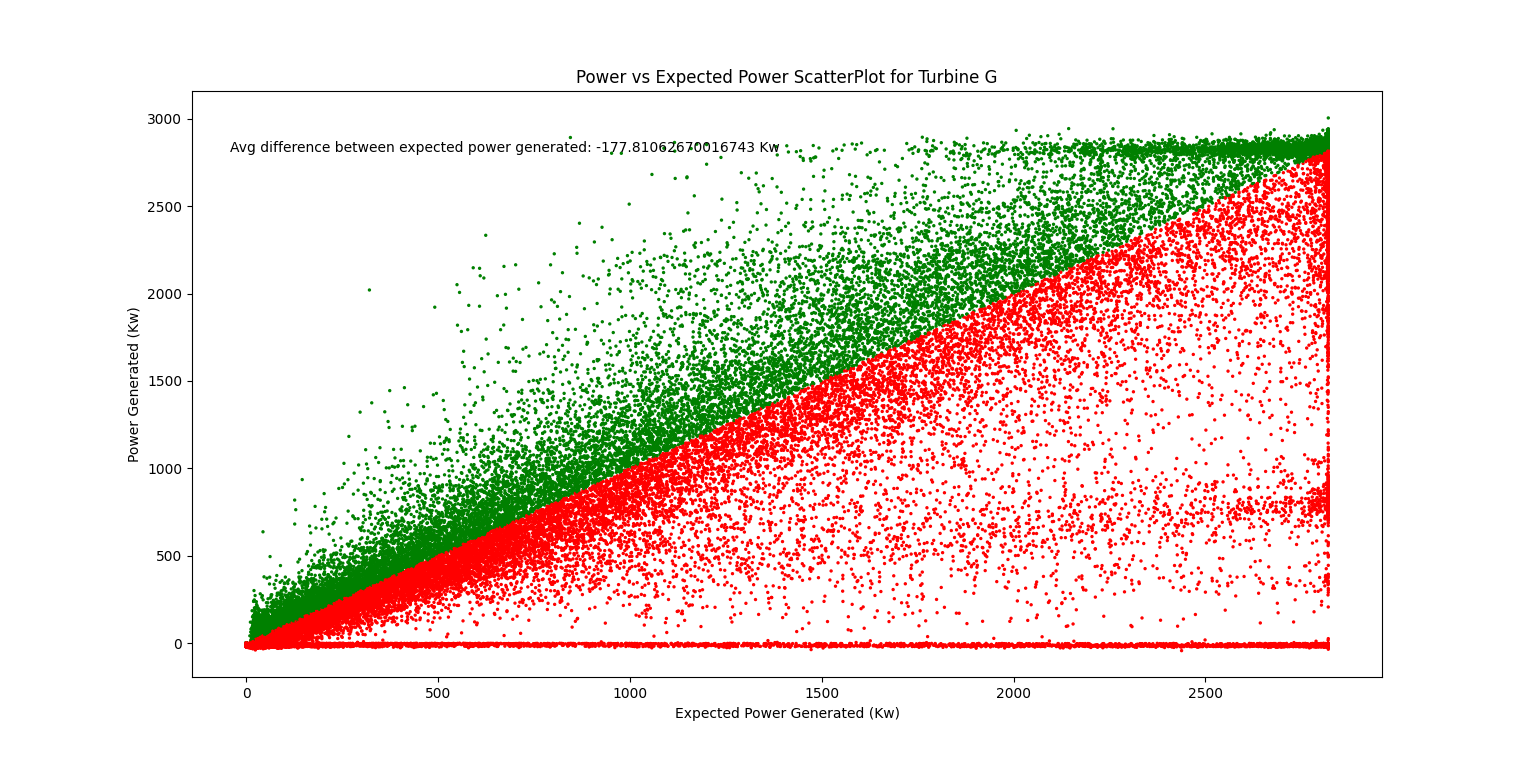 Power vs Expected Power ScatterPlot for Turbine G
Avg difference between expected power generated: -177.81062670016743 Kw
Power Generated (Kw)
3000
2500
2000
1500
1000
500
0
0 500 1000 1500 2000 2500
Expected Power Generated (Kw)